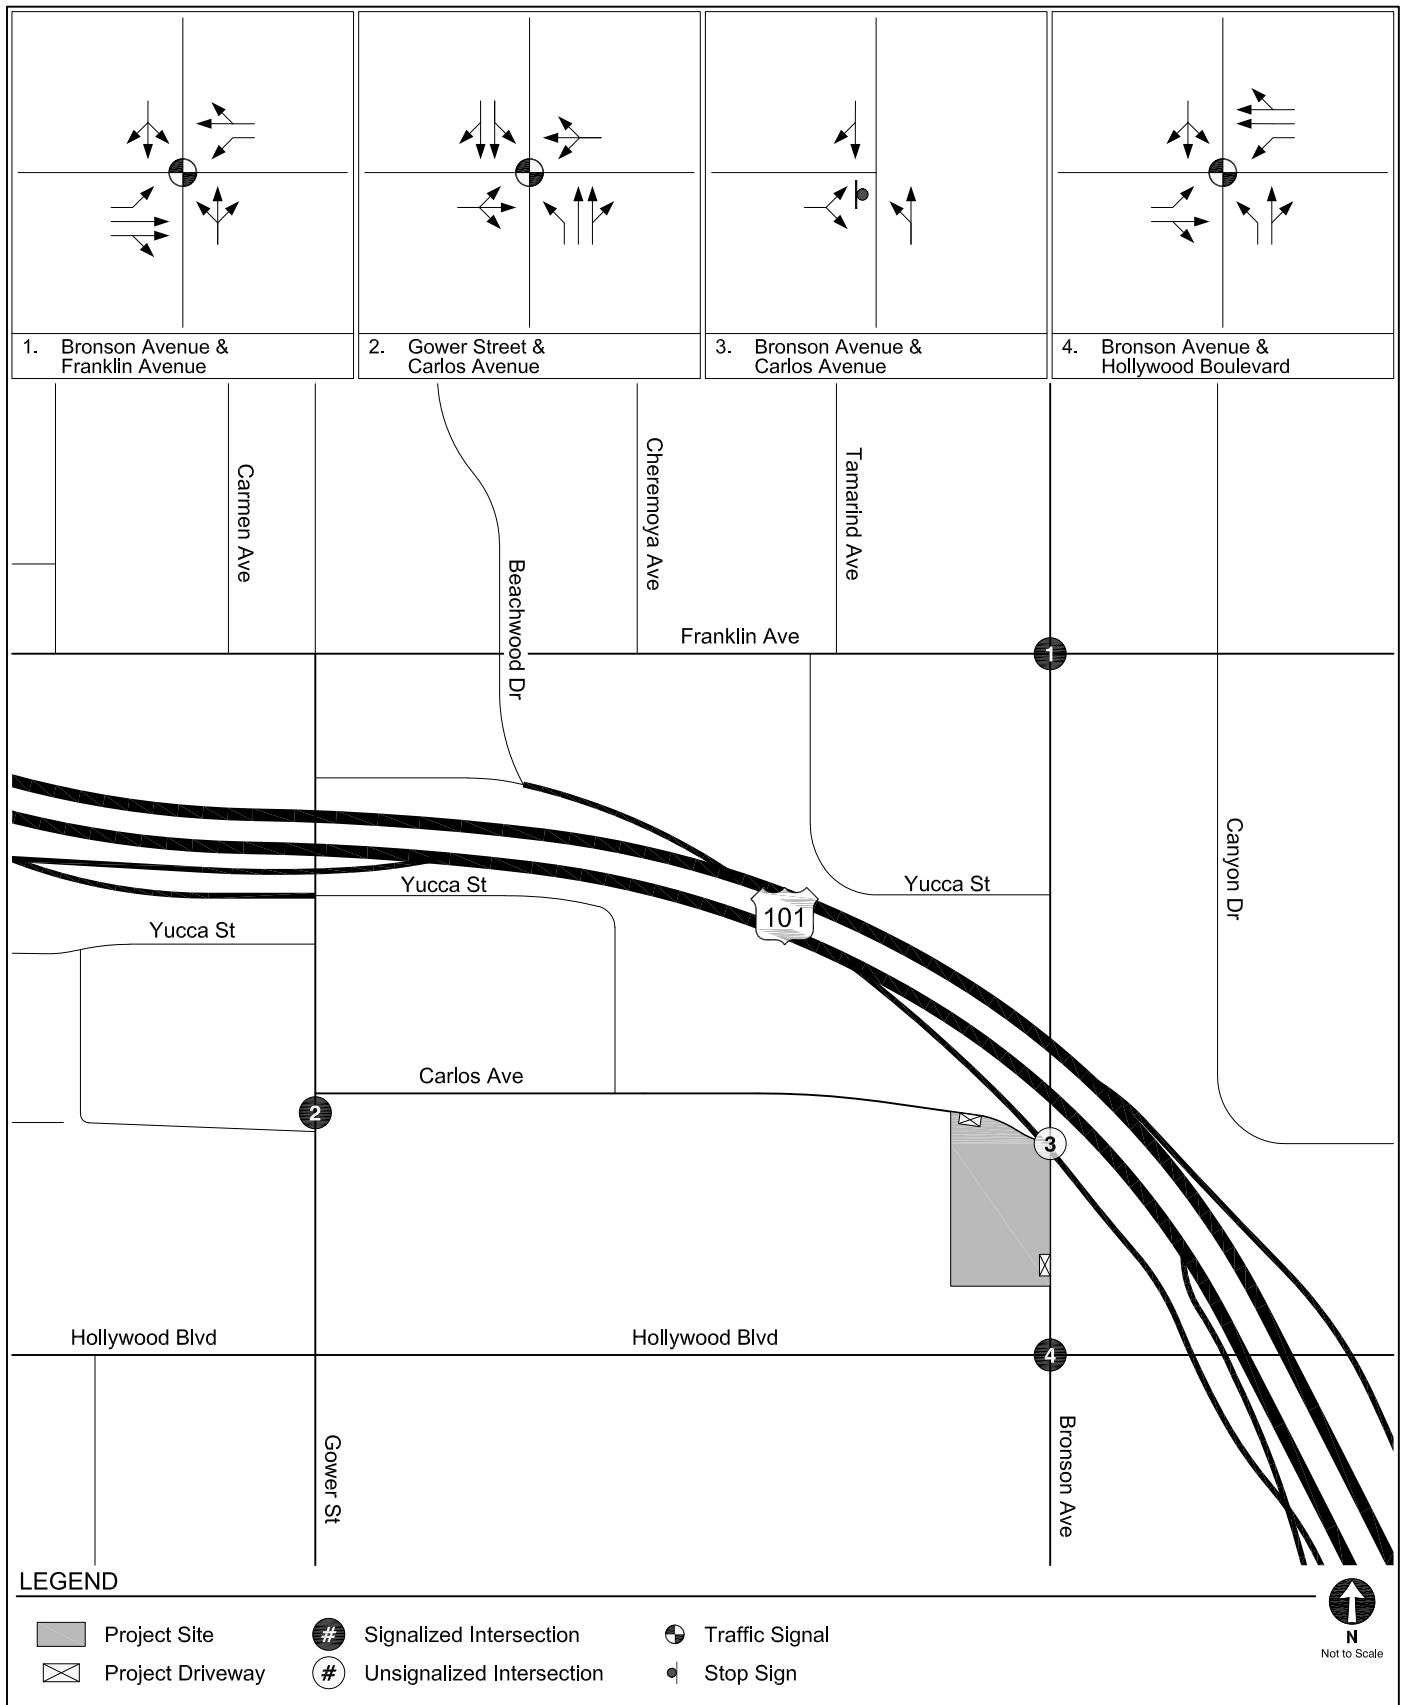 1. Bronson Avenue &
Franklin Avenue
2. Gower Street &
Carlos Avenue
3. Bronson Avenue &
Carlos Avenue
4. Bronson Avenue &
Hollywood Boulevard
Carmen Ave
Beachwood Dr
Cheremoya Ave
Tamarind Ave
Franklin Ave
1
Canyon Dr
Yucca St
Yucca St
101
Yucca St
Carlos Ave
2
3
Hollywood Blvd
Hollywood Blvd
4
Gower St
Bronson Ave
LEGEND
Project Site
# Signalized Intersection
Traffic Signal
Project Driveway
# Unsignalized Intersection
Stop Sign
N
Not to Scale